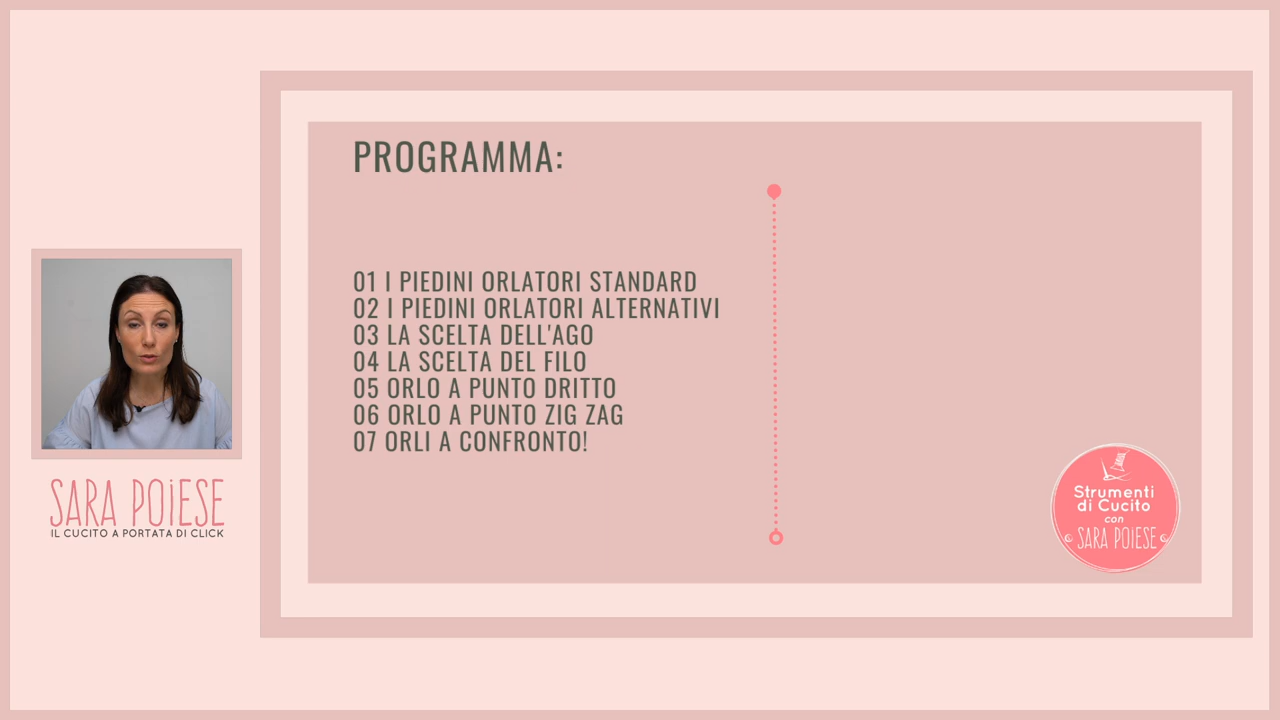 PROGRAMMA:
01 I PIEDINI ORLATORI STANDARD
02 I PIEDINI ORLATORI ALTERNATIVI
03 LA SCELTA DELL'AGO
04 LA SCELTA DEL FILO
05 ORLO A PUNTO DRITTO
06 ORLO A PUNTO ZIG ZAG
07 ORLI A CONFRONTO!
SARA POIESE
IL CUCITO A PORTATA DI CLICK
Strumenti
di Cucito
con
SARA POIESE